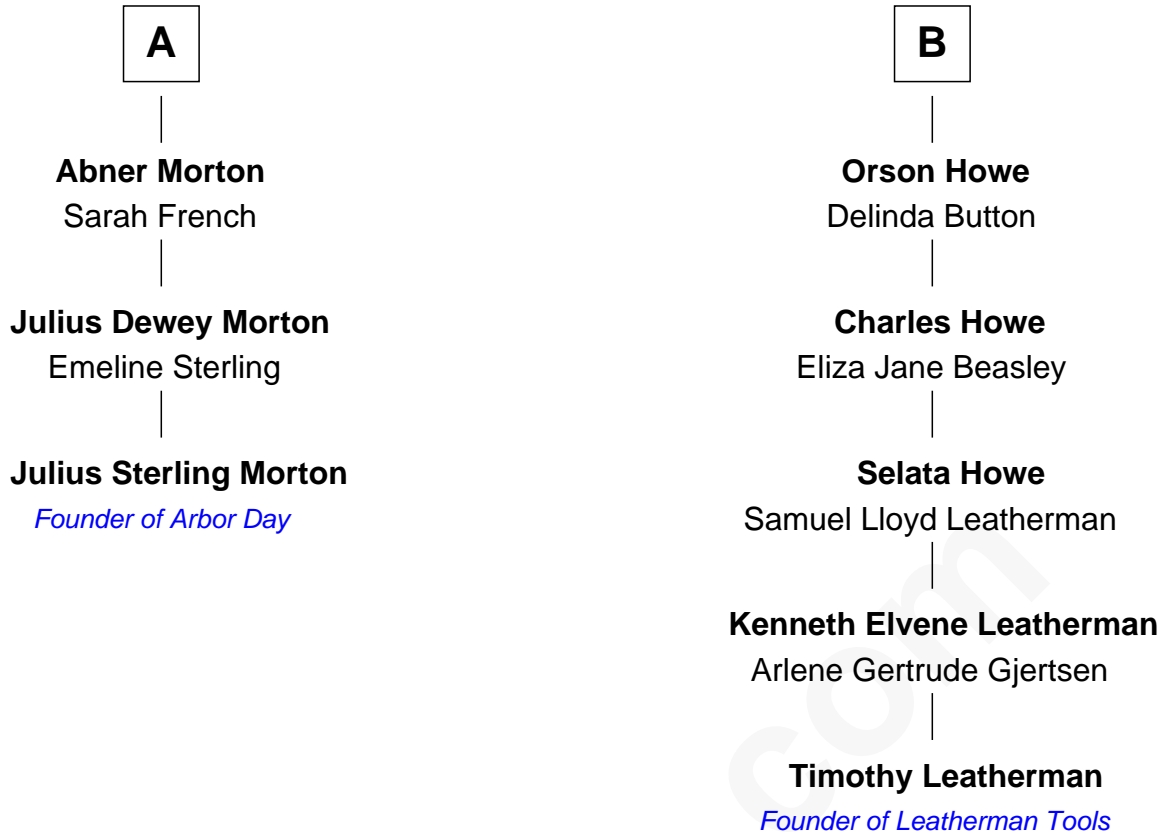 A
Abner Morton
Sarah French
Julius Dewey Morton
Emeline Sterling
Julius Sterling Morton
Founder of Arbor Day
B
Orson Howe
Delinda Button
Charles Howe
Eliza Jane Beasley
Selata Howe
Samuel Lloyd Leatherman
Kenneth Elvene Leatherman
Arlene Gertrude Gjertsen
Timothy Leatherman
Founder of Leatherman Tools
com